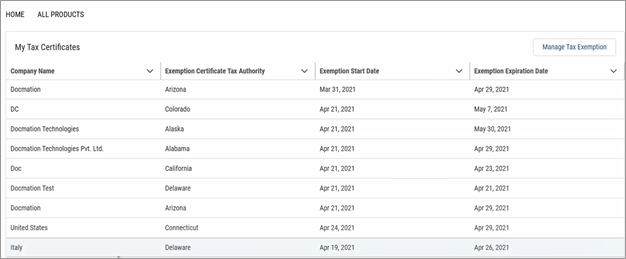 HOME ALL PRODUCTS
My Tax Certificates Manage Tax Exemption
Company Name Exemption Certificate Tax Authority Exemption Start Date Exemption Expiration Date
Docmation Arizona Mar 31, 2021 Apr 29, 2021
DC Colorado Apr 21, 2021 May 7, 2021
Docmation Technologies Alaska Apr 21, 2021 May 30, 2021
Docmation Technologies Pvt. Ltd. Alabama Apr 21, 2021 Apr 29, 2021
Doc California Apr 21, 2021 Apr 23, 2021
Docmation Test Delaware Apr 21, 2021 Apr 21, 2021
Docmation Arizona Apr 21, 2021 Apr 29, 2021
United States Connecticut Apr 24, 2021 Apr 29, 2021
Italy Delaware Apr 19, 2021 Apr 26, 2021